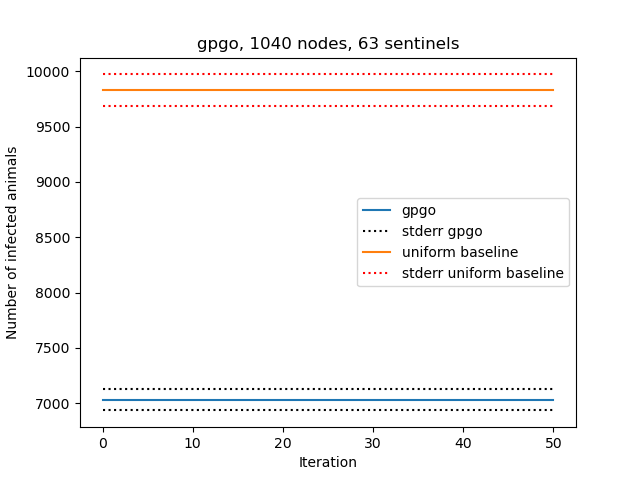 gpgo, 1040 nodes, 63 sentinels
Number of infected animals
10000
9500
9000
8500
8000
7500
7000
gpgo
stderr gpgo
uniform baseline
stderr uniform baseline
0 10 20 30 40 50
Iteration